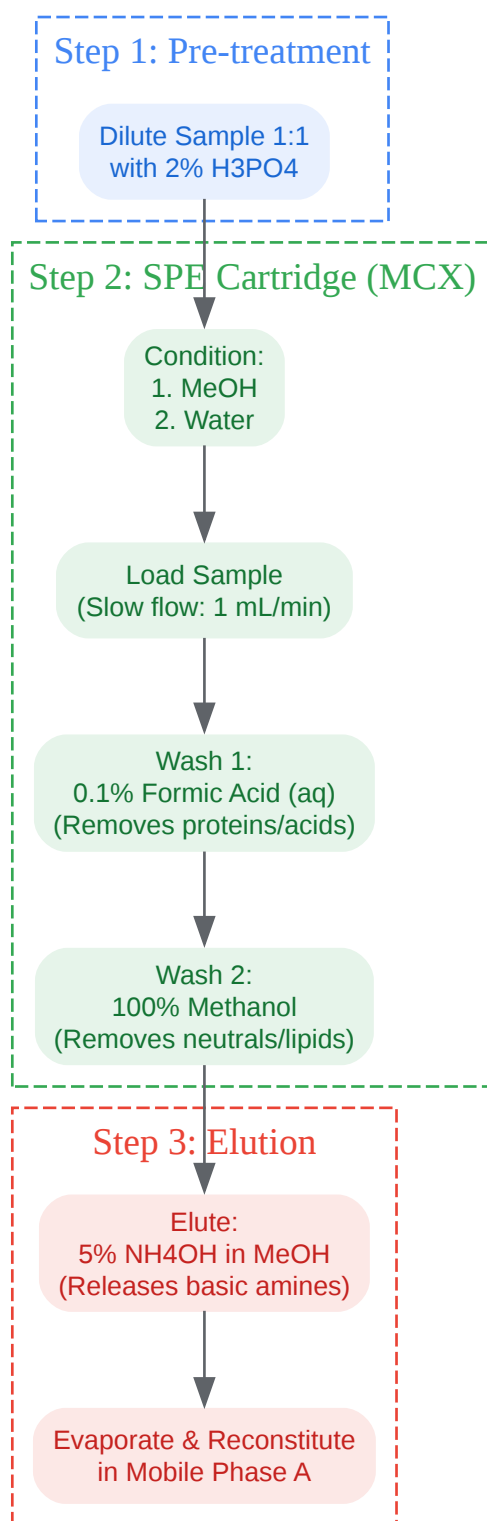 Step 1: Pre-treatment
Dilute Sample 1:1
with 2% H3PO4
Step 2: SPE Cartridge (MCX)
Condition:
1. MeOH
2. Water
Load Sample
(Slow flow: 1 mL/min)
Wash 1:
0.1% Formic Acid (aq)
(Removes proteins/acids)
Wash 2:
100% Methanol
(Removes neutrals/lipids)
Step 3: Elution
Elute:
5% NH4OH in MeOH
(Releases basic amines)
Evaporate & Reconstitute
in Mobile Phase A